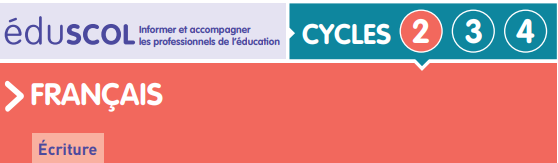 éduscol Informer et accompagner
les professionnels de l'éducation
CYCLES 2 3 4
FRANÇAIS
Écriture